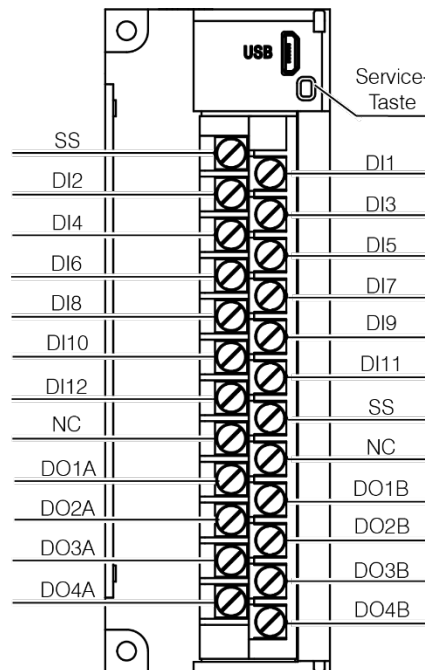 USB
Service-
Taste
SS
DI1
DI2
DI3
DI4
DI5
DI6
DI7
DI8
DI9
DI10
DI11
DI12
SS
NC
NC
DO1A
DO1B
DO2A
DO2B
DO3A
DO3B
DO4A
DO4B